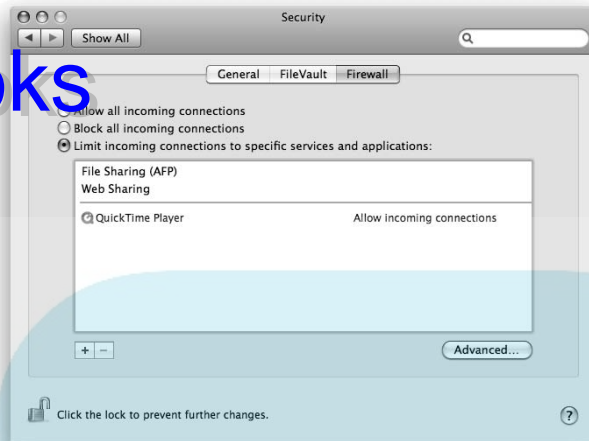 Security
Show All
oks
General FileVault Firewall
Allow all incoming connections
Block all incoming connections
Limit incoming connections to specific services and applications:
File Sharing (AFP)
Web Sharing
QuickTime Player Allow incoming connections
+ −
Advanced...
Click the lock to prevent further changes.
?